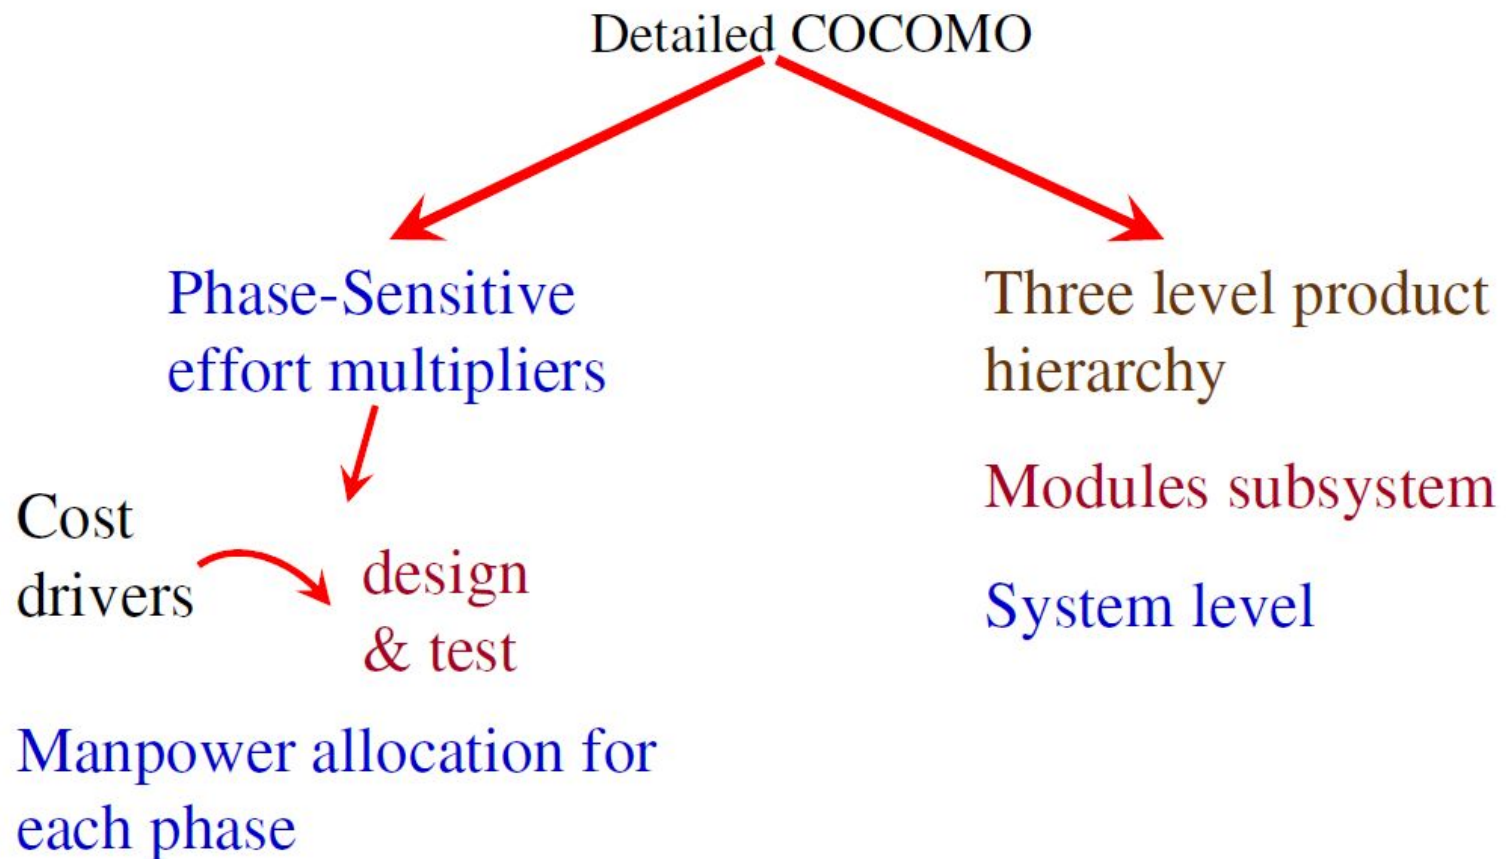 Detailed COCOMO
Phase-Sensitive
effort multipliers
Cost
drivers
design
& test
Manpower allocation for
each phase
Three level product
hierarchy
Modules subsystem
System level